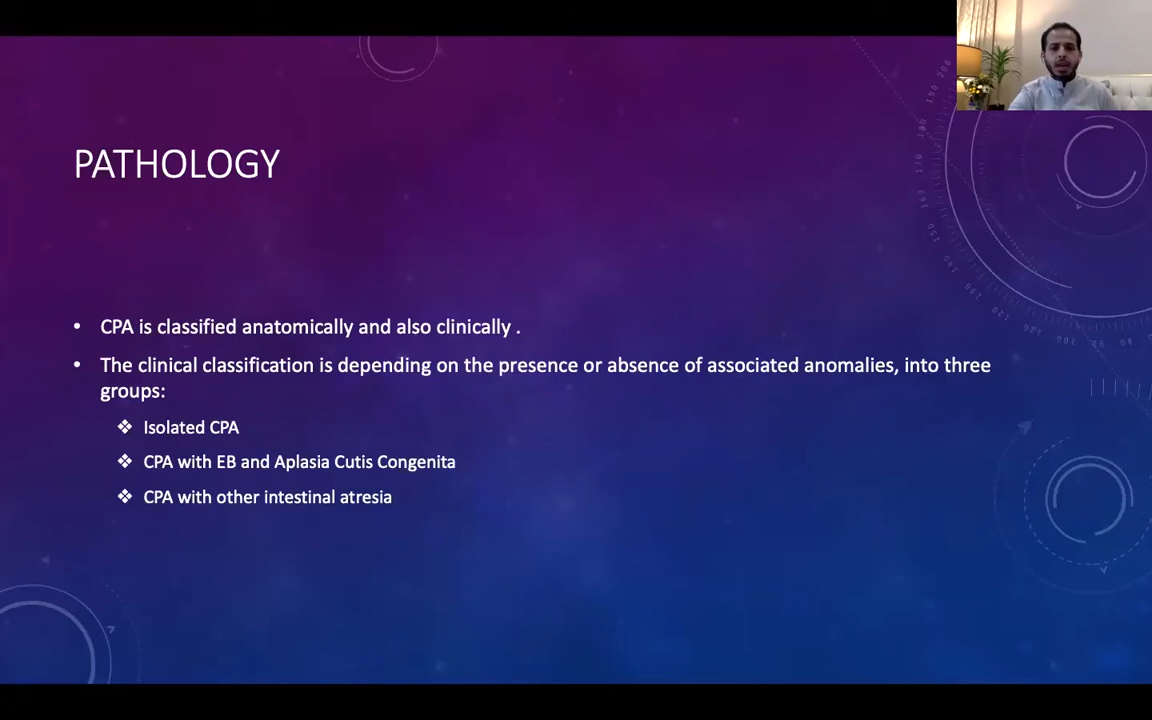 PATHOLOGY
• CPA is classified anatomically and also clinically .
• The clinical classification is depending on the presence or absence of associated anomalies, into three
groups:
❖ Isolated CPA
❖ CPA with EB and Aplasia Cutis Congenita
❖ CPA with other intestinal atresia